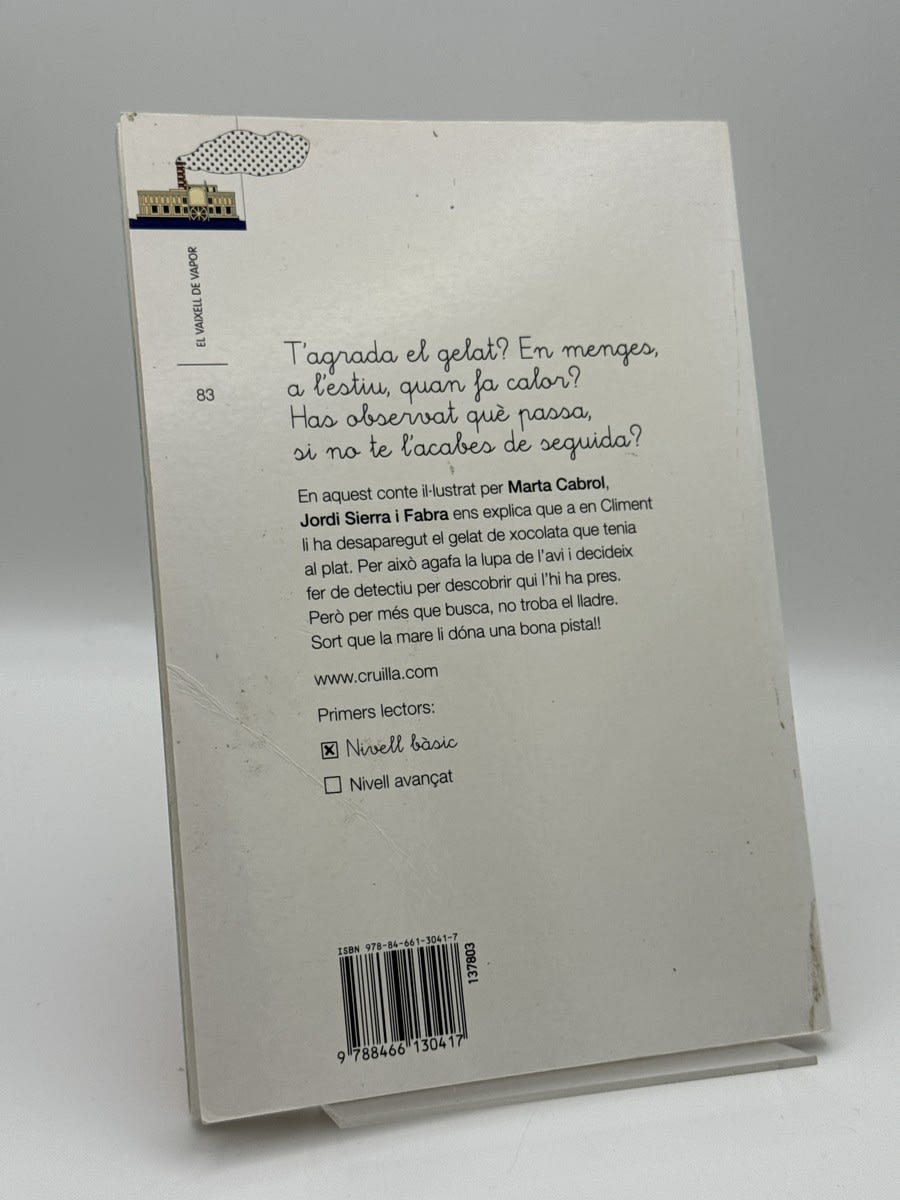 EL VAIXELL DE VAPOR
83
T'agrada el gelat? En menges,
a l'estiu, quan fa calor?
Has observat què passa,
si no te l'acabes de seguida?
En aquest conte il·lustrat per Marta Cabrol,
Jordi Sierra i Fabra ens explica que a en Climent
li ha desaparegut el gelat de xocolata que tenia
al plat. Per això agafa la lupa de l'avi i decideix
fer de detectiu per descobrir qui l'hi ha pres.
Però per més que busca, no troba el lladre.
Sort que la mare li dóna una bona pista!!
www.cruilla.com
Primers lectors:
Nivell bàsic
Nivell avançat
ISBN 978-84-661-3041-7
137803
9 788466 130417